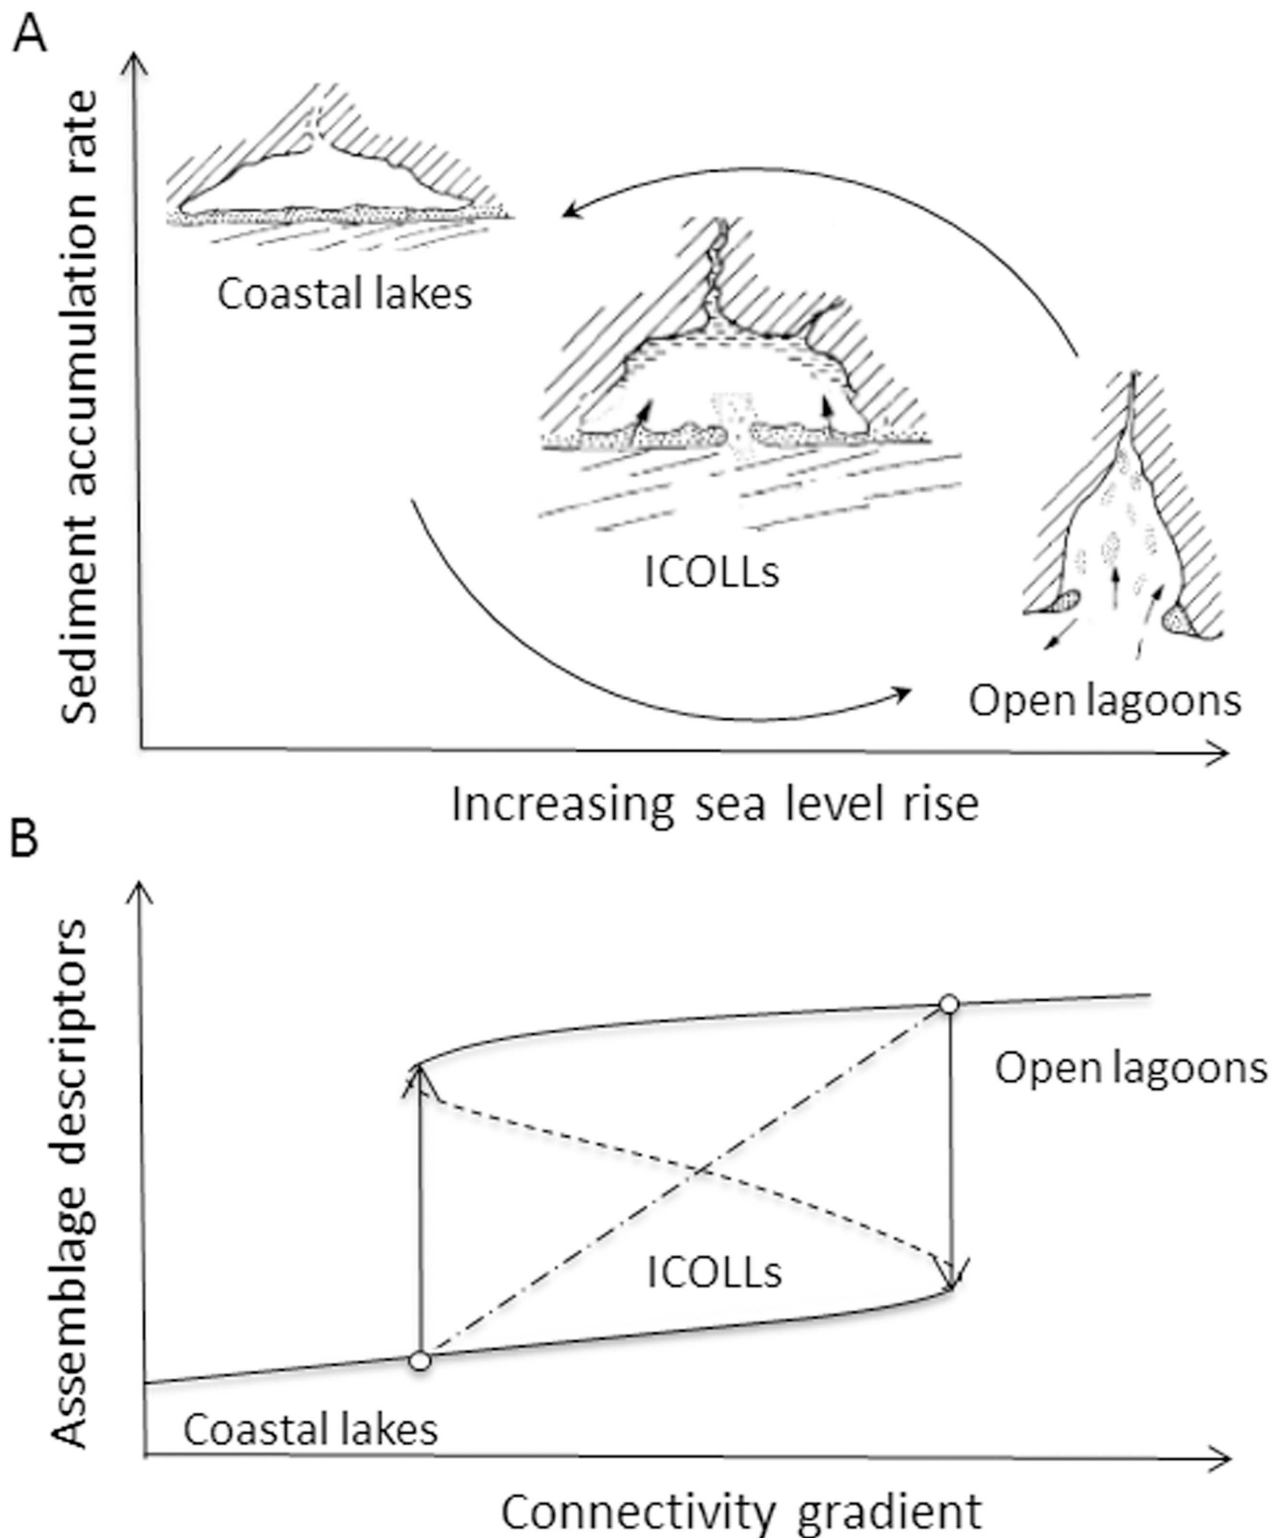 A
Sediment accumulation rate
Coastal lakes
ICOLLs
Open lagoons
Increasing sea level rise
B
Assemblage descriptors
Open lagoons
ICOLLs
Coastal lakes
Connectivity gradient